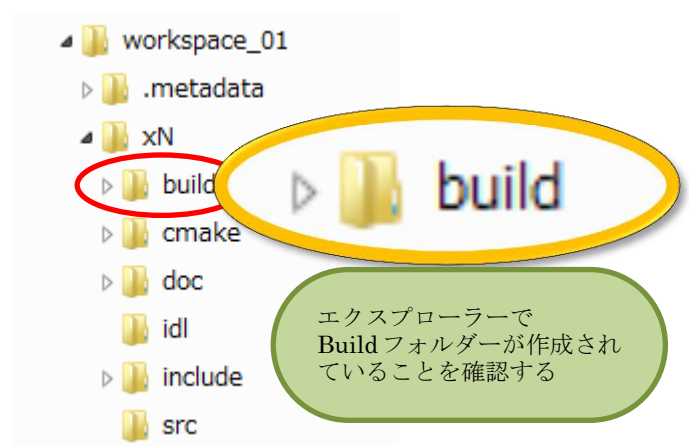 workspace_01
.metadata
xN
build
build
cmake
doc
idl
include
src
エクスプローラーで
Buildフォルダーが作成され
ていることを確認する